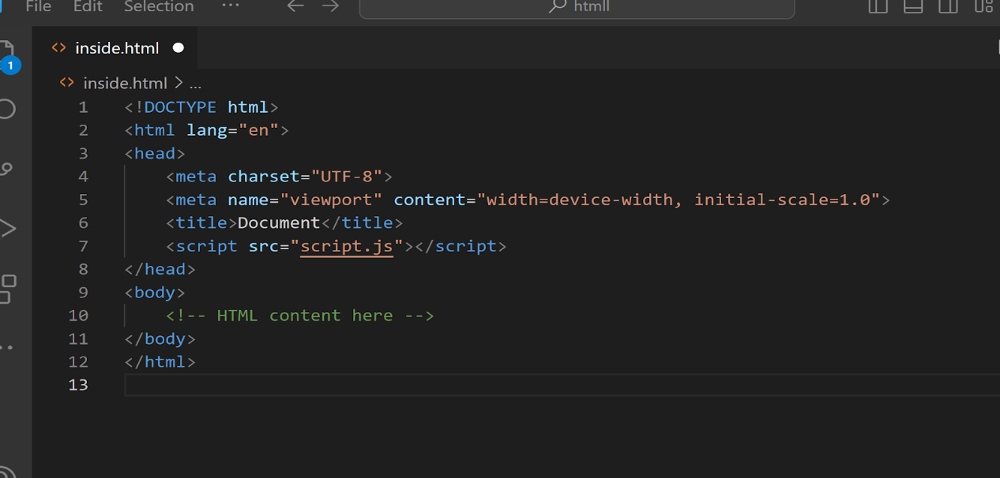 File Edit Selection ··· htmll
1
inside.html
inside.html > ...
1 <!DOCTYPE html>
2 <html lang="en">
3 <head>
4     <meta charset="UTF-8">
5     <meta name="viewport" content="width=device-width, initial-scale=1.0">
6     <title>Document</title>
7     <script src="script.js"></script>
8 </head>
9 <body>
10     <!-- HTML content here -->
11 </body>
12 </html>
13